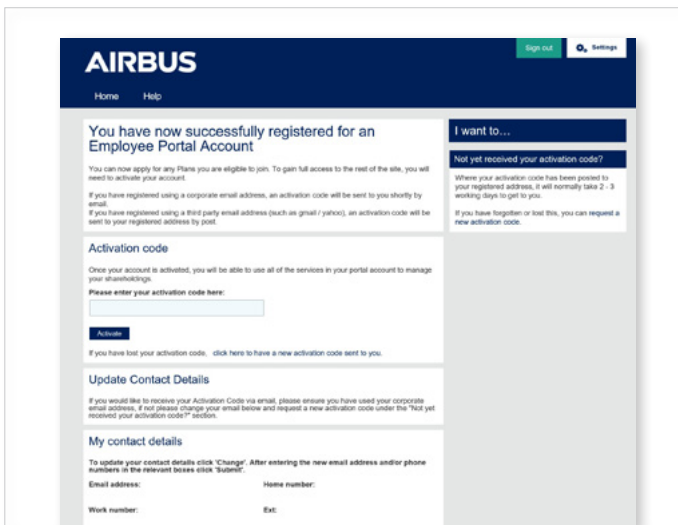 Sign out
Settings
AIRBUS
Home Help
You have now successfully registered for an
Employee Portal Account
You can now apply for any Plans you are eligible to join. To gain full access to the rest of the site, you will
need to activate your account.
If you have registered using a corporate email address, an activation code will be sent to you shortly by
email.
If you have registered using a third party email address (such as gmail / yahoo), an activation code will be
sent to your registered address by post.
Activation code
Once your account is activated, you will be able to use all of the services in your portal account to manage
your shareholdings.
Please enter your activation code here:
Activate
If you have lost your activation code, click here to have a new activation code sent to you.
Update Contact Details
If you would like to receive your Activation Code via email, please ensure you have used your corporate
email address, if not please change your email below and request a new activation code under the "Not yet
received your activation code?" section.
My contact details
To update your contact details click 'Change'. After entering the new email address and/or phone
numbers in the relevant boxes click 'Submit'.
Email address: Home number:
Work number: Ext:
I want to...
Not yet received your activation code?
Where your activation code has been posted to
your registered address, it will normally take 2 - 3
working days to get to you.
If you have forgotten or lost this, you can request a
new activation code.